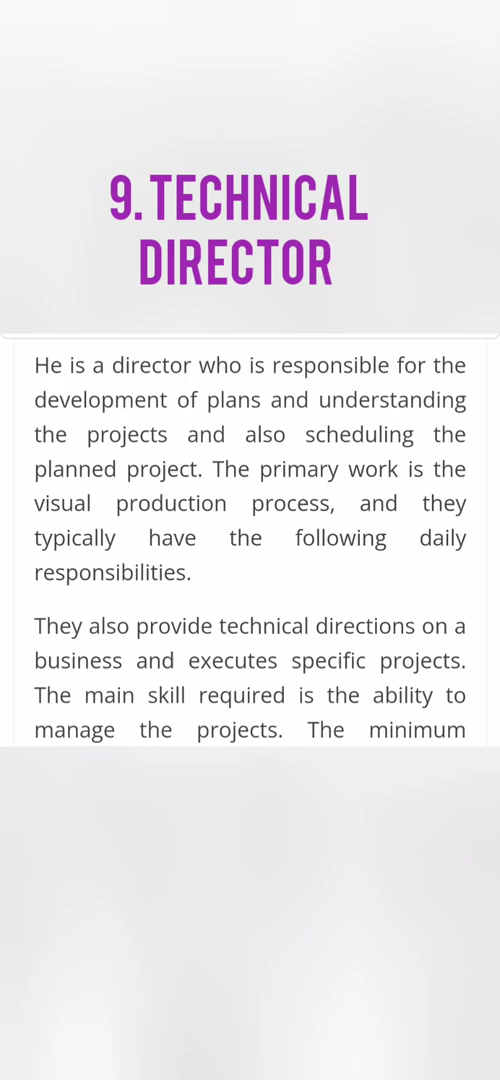 9. TECHNICAL
DIRECTOR
He is a director who is responsible for the
development of plans and understanding
the projects and also scheduling the
planned project. The primary work is the
visual production process, and they
typically have the following daily
responsibilities.
They also provide technical directions on a
business and executes specific projects.
The main skill required is the ability to
manage the projects. The minimum